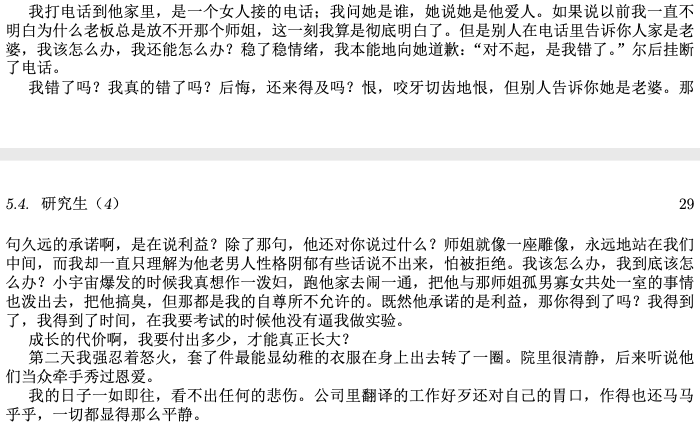 我打电话到他家里，是一个女人接的电话；我问她是谁，她说她是他爱人。如果说以前我一直不
明白为什么老板总是放不开那个师姐，这一刻我算是彻底明白了。但是别人在电话里告诉你人家是老
婆，我该怎么办，我还能怎么办？稳了稳情绪，我本能地向她道歉：“对不起，是我错了。”尔后挂断
了电话。
我错了吗？我真的错了吗？后悔，还来得及吗？恨，咬牙切齿地恨，但别人告诉你她是老婆。那
5.4. 研究生（4） 29
句久远的承诺啊，是在说利益？除了那句，他还对你说过什么？师姐就像一座雕像，永远地站在我们
中间，而我却一直只理解为他老男人性格阴郁有些话说不出来，怕被拒绝。我该怎么办，我到底该怎
么办？小宇宙爆发的时候我真想作一泼妇，跑他家去闹一通，把他与那师姐孤男寡女共处一室的事情
也泼出去，把他搞臭，但那都是我的自尊所不允许的。既然他承诺的是利益，那你得到了吗？我得到
了，我得到了时间，在我要考试的时候他没有逼我做实验。
成长的代价啊，我要付出多少，才能真正长大？
第二天我强忍着怒火，套了件最能显幼稚的衣服在身上出去转了一圈。院里很清静，后来听说他
们当众牵手秀过恩爱。
我的日子一如即往，看不出任何的悲伤。公司里翻译的工作好歹还对自己的胃口，作得也还马马
乎乎，一切都显得那么平静。